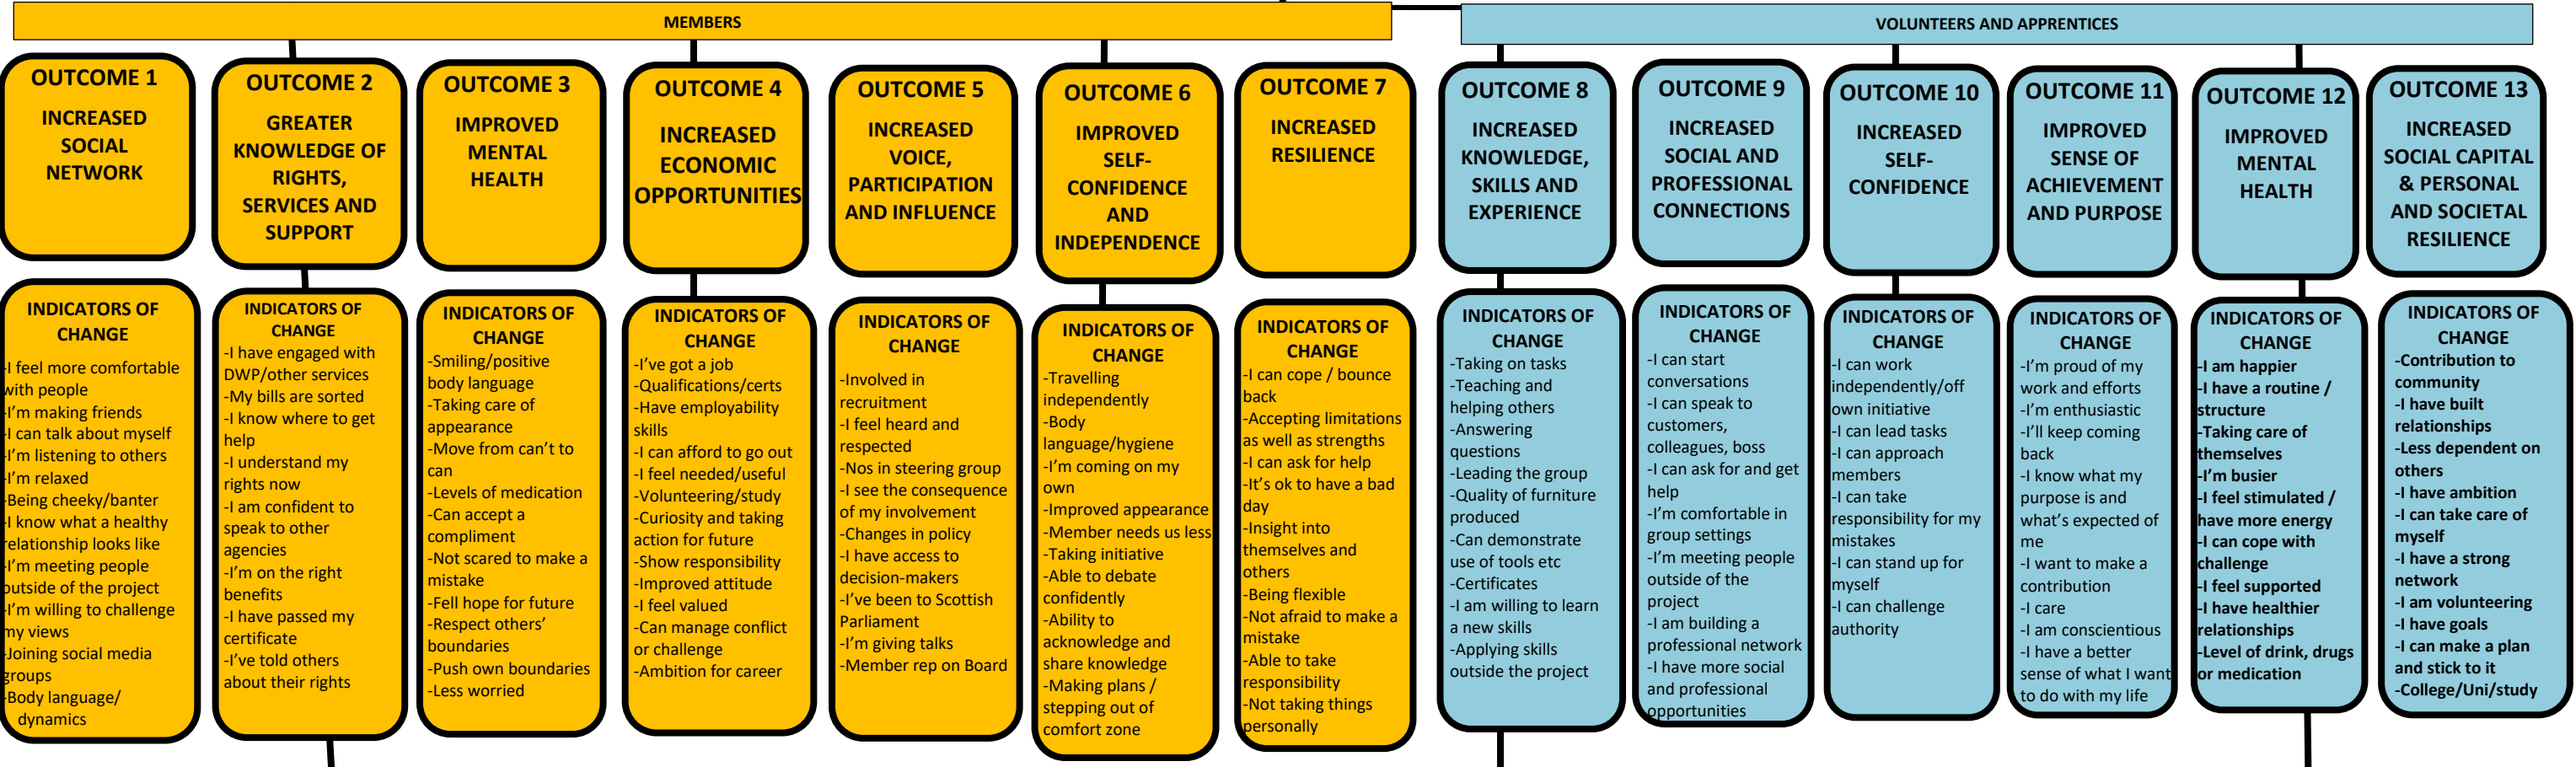 MEMBERS
VOLUNTEERS AND APPRENTICES
OUTCOME 1
INCREASED
SOCIAL
NETWORK
OUTCOME 2
GREATER
KNOWLEDGE OF
RIGHTS,
SERVICES AND
SUPPORT
OUTCOME 3
IMPROVED
MENTAL
HEALTH
OUTCOME 4
INCREASED
ECONOMIC
OPPORTUNITIES
OUTCOME 5
INCREASED
VOICE,
PARTICIPATION
AND INFLUENCE
OUTCOME 6
IMPROVED
SELF-
CONFIDENCE
AND
INDEPENDENCE
OUTCOME 7
INCREASED
RESILIENCE
OUTCOME 8
INCREASED
KNOWLEDGE,
SKILLS AND
EXPERIENCE
OUTCOME 9
INCREASED
SOCIAL AND
PROFESSIONAL
CONNECTIONS
OUTCOME 10
INCREASED
SELF-
CONFIDENCE
OUTCOME 11
IMPROVED
SENSE OF
ACHIEVEMENT
AND PURPOSE
OUTCOME 12
IMPROVED
MENTAL
HEALTH
OUTCOME 13
INCREASED
SOCIAL CAPITAL
& PERSONAL
AND SOCIETAL
RESILIENCE
INDICATORS OF
CHANGE
-I feel more comfortable
with people
-I'm making friends
-I can talk about myself
-I'm listening to others
-I'm relaxed
-Being cheeky/banter
-I know what a healthy
relationship looks like
-I'm meeting people
outside of the project
-I'm willing to challenge
my views
-Joining social media
groups
-Body language/
dynamics
INDICATORS OF
CHANGE
-I have engaged with
DWP/other services
-My bills are sorted
-I know where to get
help
-I understand my
rights now
-I am confident to
speak to other
agencies
-I'm on the right
benefits
-I have passed my
certificate
-I've told others
about their rights
INDICATORS OF
CHANGE
-Smiling/positive
body language
-Taking care of
appearance
-Move from can't to
can
-Levels of medication
-Can accept a
compliment
-Not scared to make a
mistake
-Fell hope for future
-Respect others'
boundaries
-Push own boundaries
-Less worried
INDICATORS OF
CHANGE
-I've got a job
-Qualifications/certs
-Have employability
skills
-I can afford to go out
-I feel needed/useful
-Volunteering/study
-Curiosity and taking
action for future
-Show responsibility
-Improved attitude
-I feel valued
-Can manage conflict
or challenge
-Ambition for career
INDICATORS OF
CHANGE
-Involved in
recruitment
-I feel heard and
respected
-Nos in steering group
-I see the consequence
of my involvement
-Changes in policy
-I have access to
decision-makers
-I've been to Scottish
Parliament
-I'm giving talks
-Member rep on Board
INDICATORS OF
CHANGE
-Travelling
independently
-Body
language/hygiene
-I'm coming on my
own
-Improved appearance
-Member needs us less
-Taking initiative
-Able to debate
confidently
-Ability to
acknowledge and
share knowledge
-Making plans /
stepping out of
comfort zone
INDICATORS OF
CHANGE
-I can cope / bounce
back
-Accepting limitations
as well as strengths
-I can ask for help
-It's ok to have a bad
day
-Insight into
themselves and
others
-Being flexible
-Not afraid to make a
mistake
-Able to take
responsibility
-Not taking things
personally
INDICATORS OF
CHANGE
-Taking on tasks
-Teaching and
helping others
-Answering
questions
-Leading the group
-Quality of furniture
produced
-Can demonstrate
use of tools etc
-Certificates
-I am willing to learn
a new skills
-Applying skills
outside the project
INDICATORS OF
CHANGE
-I can start
conversations
-I can speak to
customers,
colleagues, boss
-I can ask for and get
help
-I'm comfortable in
group settings
-I'm meeting people
outside of the
project
-I am building a
professional network
-I have more social
and professional
opportunities
INDICATORS OF
CHANGE
-I can work
independently/off
own initiative
-I can lead tasks
-I can approach
members
-I can take
responsibility for my
mistakes
-I can stand up for
myself
-I can challenge
authority
INDICATORS OF
CHANGE
-I'm proud of my
work and efforts
-I'm enthusiastic
-I'll keep coming
back
-I know what my
purpose is and
what's expected of
me
-I want to make a
contribution
-I care
-I am conscientious
-I have a better
sense of what I want
to do with my life
INDICATORS OF
CHANGE
-I am happier
-I have a routine /
structure
-Taking care of
themselves
-I'm busier
-I feel stimulated /
have more energy
-I can cope with
challenge
-I feel supported
-I have healthier
relationships
-Level of drink, drugs
or medication
INDICATORS OF
CHANGE
-Contribution to
community
-I have built
relationships
-Less dependent on
others
-I have ambition
-I can take care of
myself
-I have a strong
network
-I am volunteering
-I have goals
-I can make a plan
and stick to it
-College/Uni/study